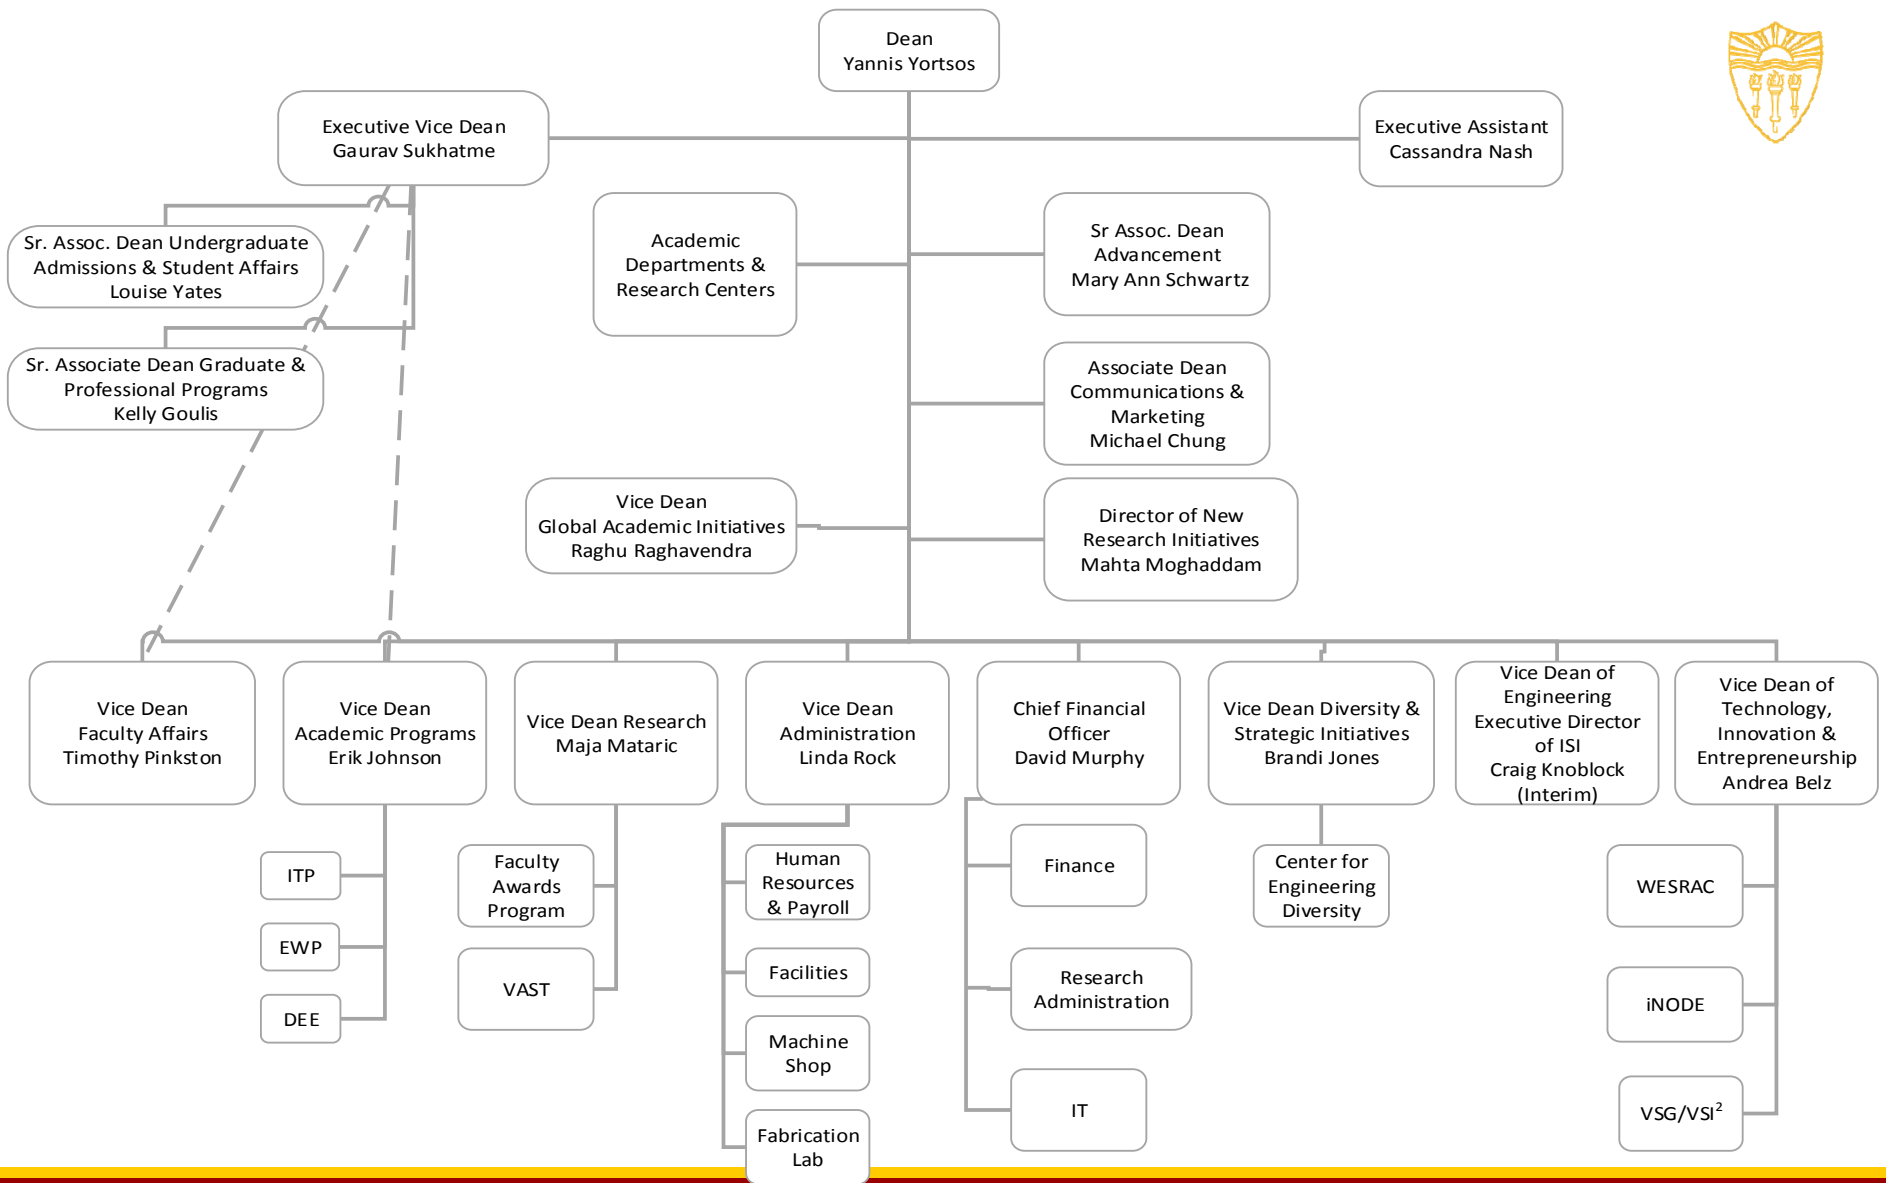 Dean
Yannis Yortsos
Executive Vice Dean
Gaurav Sukhatme
Executive Assistant
Cassandra Nash
Sr. Assoc. Dean Undergraduate
Admissions & Student Affairs
Louise Yates
Academic
Departments &
Research Centers
Sr Assoc. Dean
Advancement
Mary Ann Schwartz
Sr. Associate Dean Graduate &
Professional Programs
Kelly Goulis
Associate Dean
Communications &
Marketing
Michael Chung
Vice Dean
Global Academic Initiatives
Raghu Raghavendra
Director of New
Research Initiatives
Mahta Moghaddam
Vice Dean
Faculty Affairs
Timothy Pinkston
Vice Dean
Academic Programs
Erik Johnson
Vice Dean Research
Maja Mataric
Vice Dean
Administration
Linda Rock
Chief Financial
Officer
David Murphy
Vice Dean Diversity &
Strategic Initiatives
Brandi Jones
Vice Dean of
Engineering
Executive Director
of ISI
Craig Knoblock
(Interim)
Vice Dean of
Technology,
Innovation &
Entrepreneurship
Andrea Belz
ITP
EWP
DEE
Faculty
Awards
Program
VAST
Human
Resources
& Payroll
Facilities
Machine
Shop
Fabrication
Lab
Finance
Research
Administration
IT
Center for
Engineering
Diversity
WESRAC
iNODE
VSG/VSI²